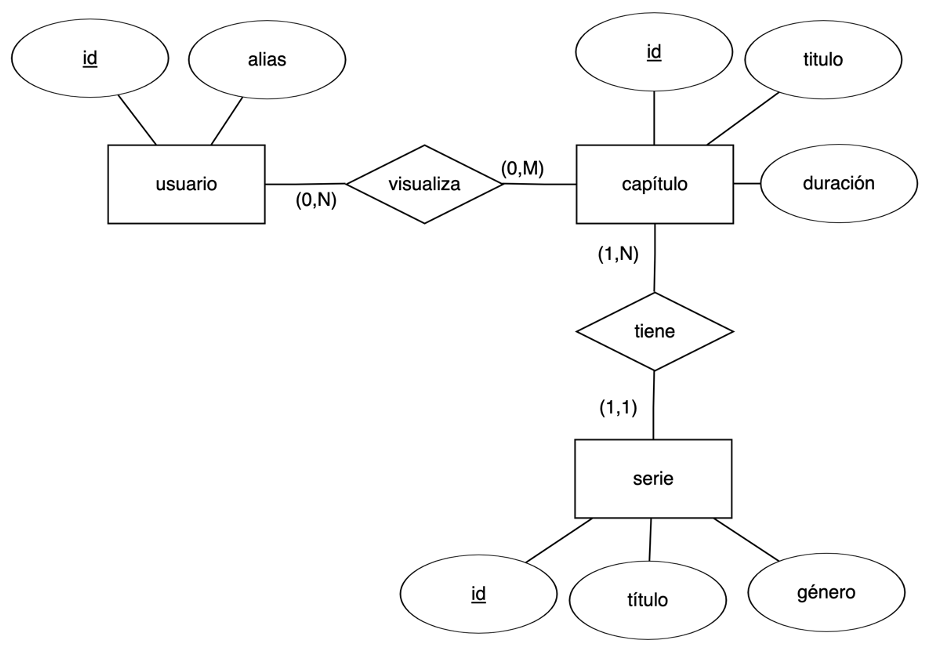 id
alias
id
titulo
usuario
(0,N)
visualiza
(0,M)
capítulo
duración
(1,N)
tiene
(1,1)
serie
id
título
género